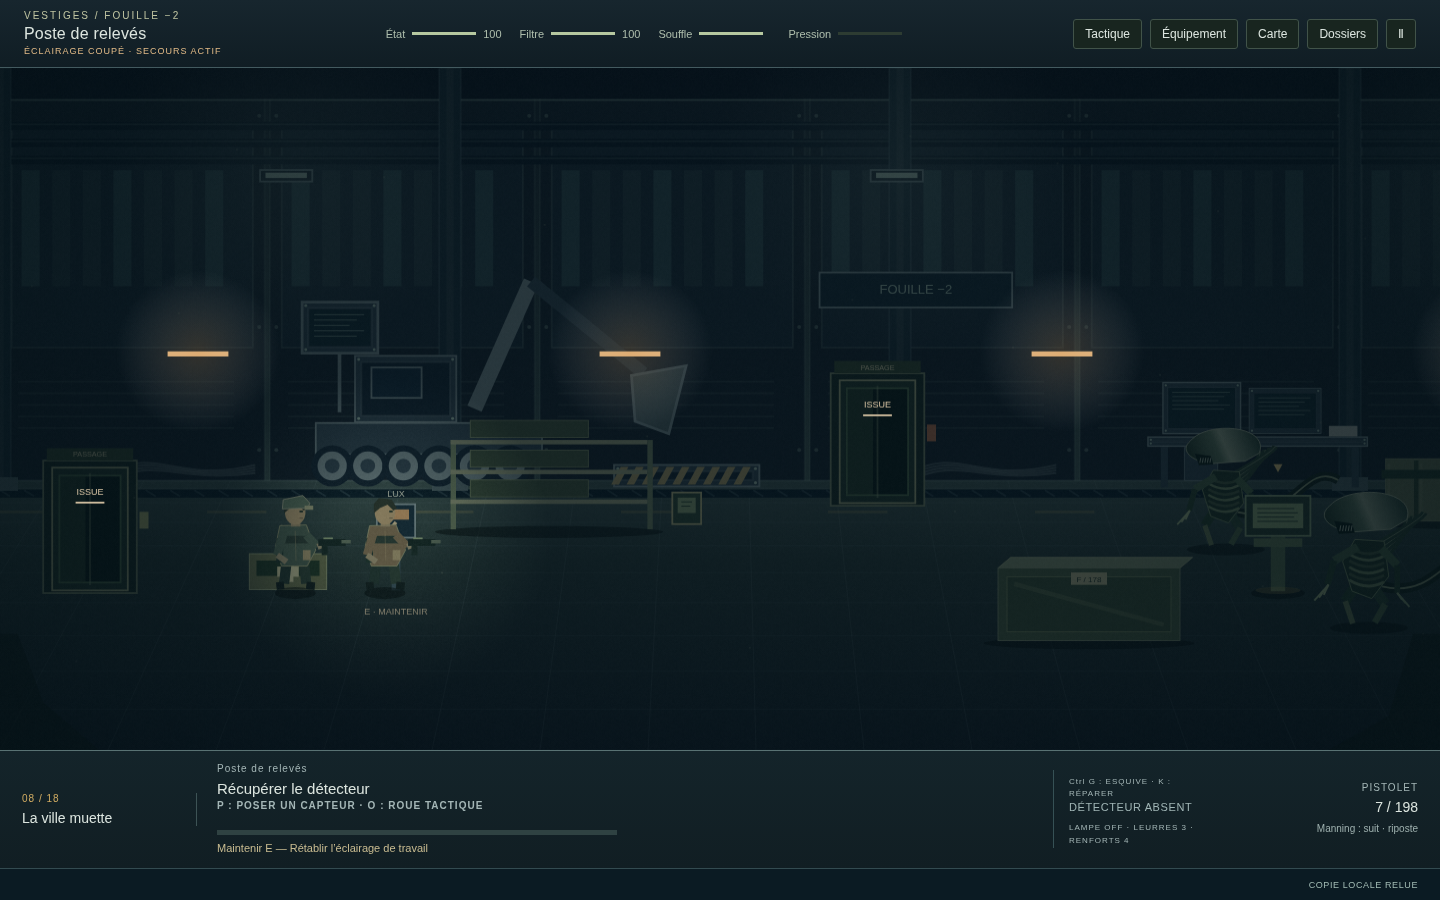 VESTIGES / FOUILLE −2
Poste de relevés
ÉCLAIRAGE COUPÉ · SECOURS ACTIF
État 100 Filtre 100 Souffle Pression
Tactique Équipement Carte Dossiers II
FOUILLE −2
PASSAGE
ISSUE
PASSAGE
ISSUE
LUX
E · MAINTENIR
F / 178
08 / 18
La ville muette
Poste de relevés
Récupérer le détecteur
P : POSER UN CAPTEUR · O : ROUE TACTIQUE
Maintenir E — Rétablir l’éclairage de travail
Ctrl G : ESQUIVE · K :
RÉPARER
DÉTECTEUR ABSENT
LAMPE OFF · LEURRES 3 ·
RENFORTS 4
PISTOLET
7 / 198
Manning : suit · riposte
COPIE LOCALE RELUE